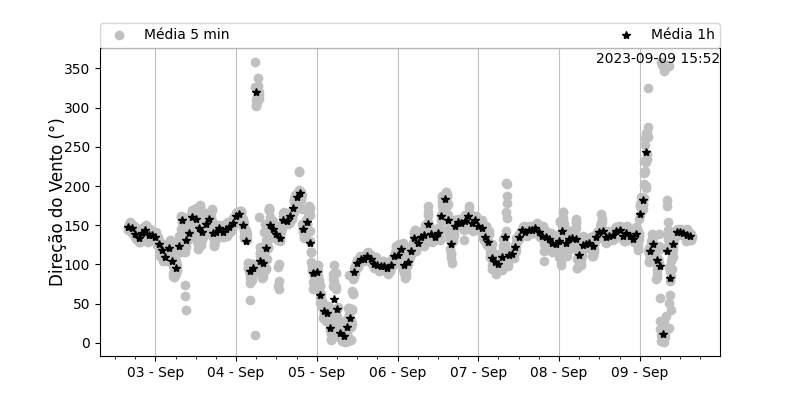 Média 5 min
Média 1h
2023-09-09 15:52
Direção do Vento (°)
350
300
250
200
150
100
50
0
03 - Sep
04 - Sep
05 - Sep
06 - Sep
07 - Sep
08 - Sep
09 - Sep